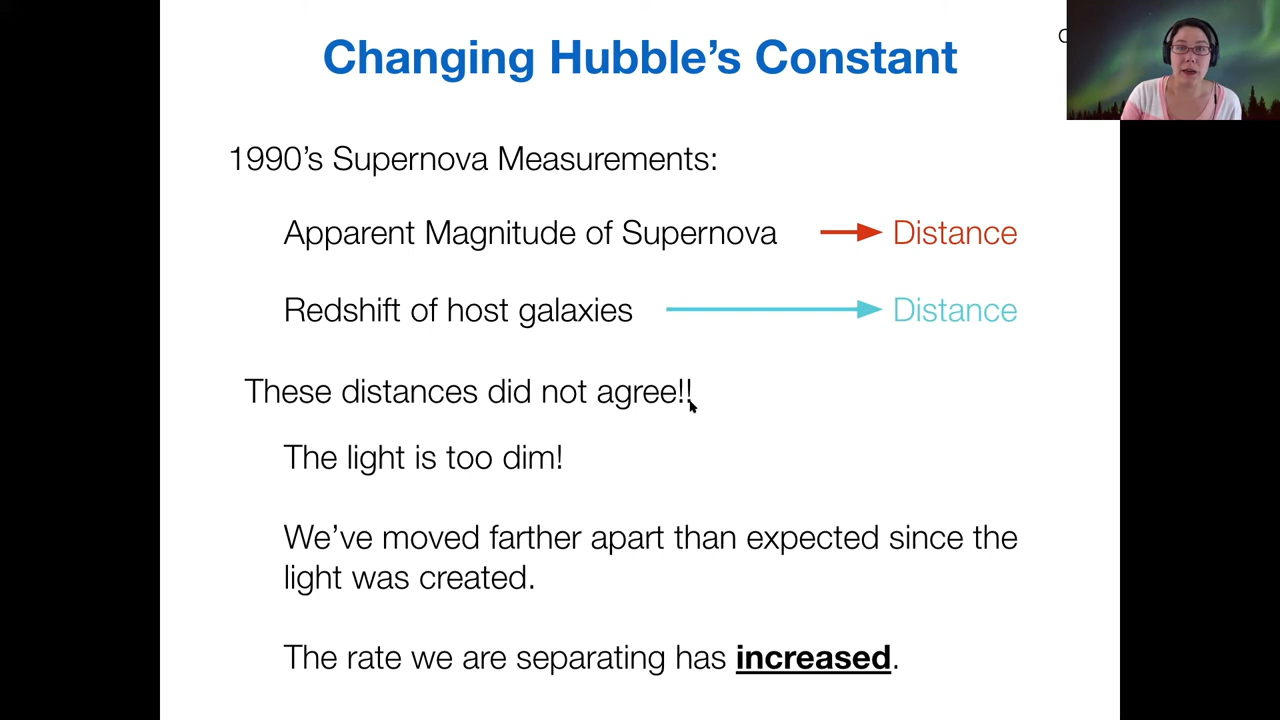 Changing Hubble's Constant
1990's Supernova Measurements:
Apparent Magnitude of Supernova
Distance
Redshift of host galaxies
Distance
These distances did not agree!!
The light is too dim!
We've moved farther apart than expected since the
light was created.
The rate we are separating has increased.